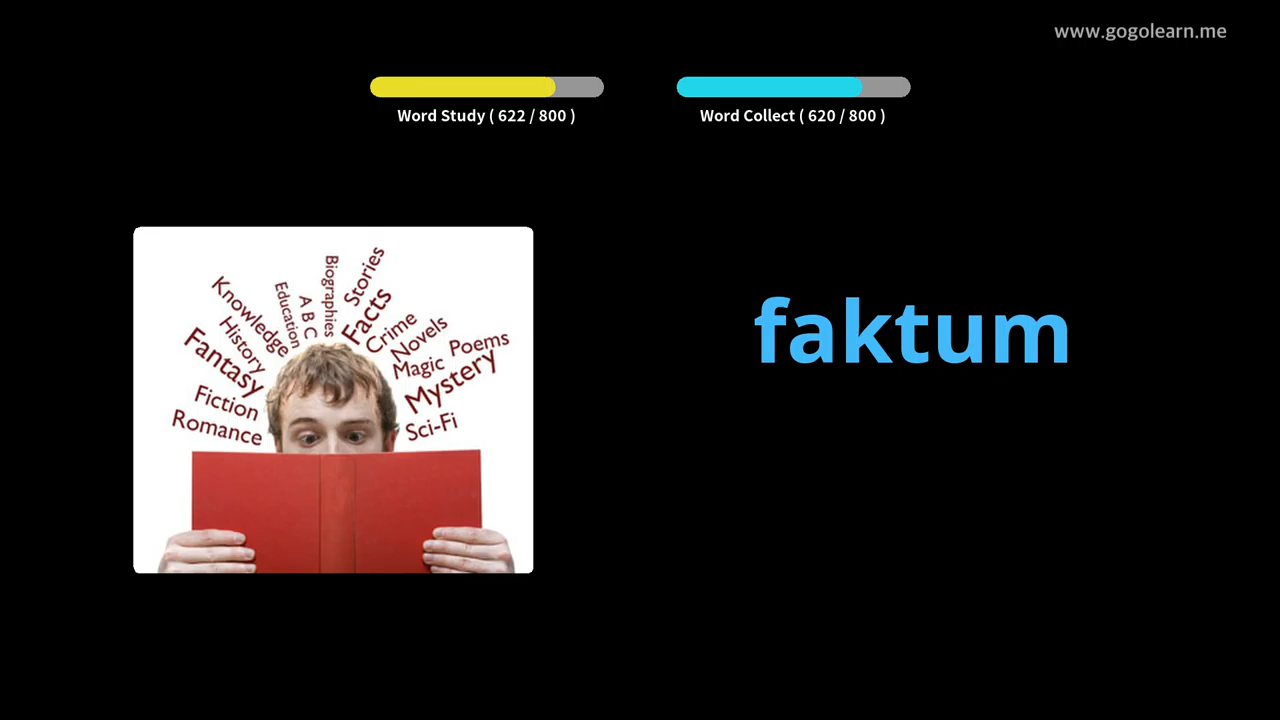 www.gogolearn.me
Word Study ( 622 / 800 )
Word Collect ( 620 / 800 )
faktum
Knowledge
Education
A B C
Biographies
Stories
Facts
Crime
Novels
Poems
Magic
Mystery
Sci-Fi
History
Fantasy
Fiction
Romance